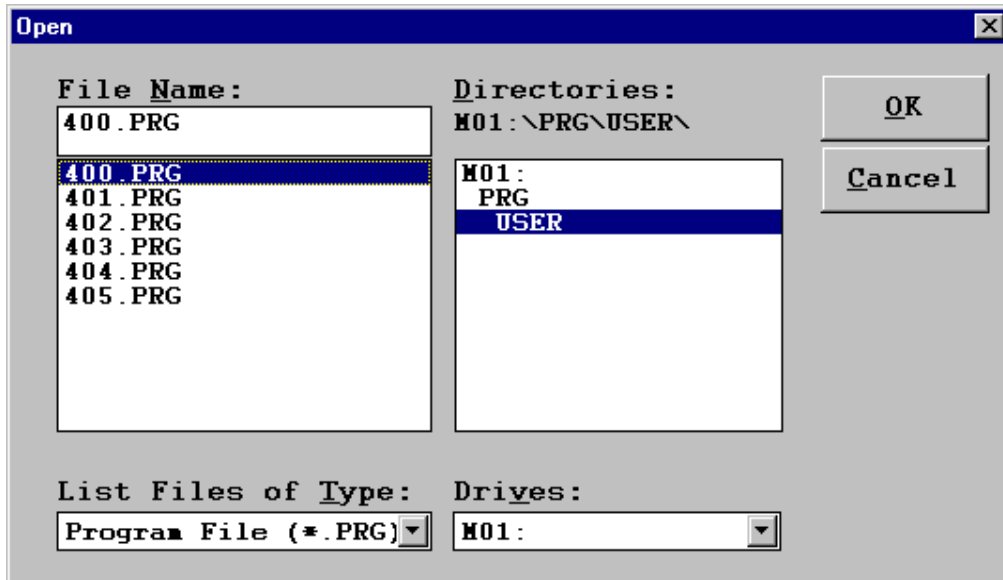 Open
File Name:
400.PRG
400.PRG
401.PRG
402.PRG
403.PRG
404.PRG
405.PRG
List Files of Type:
Program File (*.PRG)
Directories:
M01:\PRG\USER\
M01:
PRG
USER
Drives:
M01:
OK
Cancel